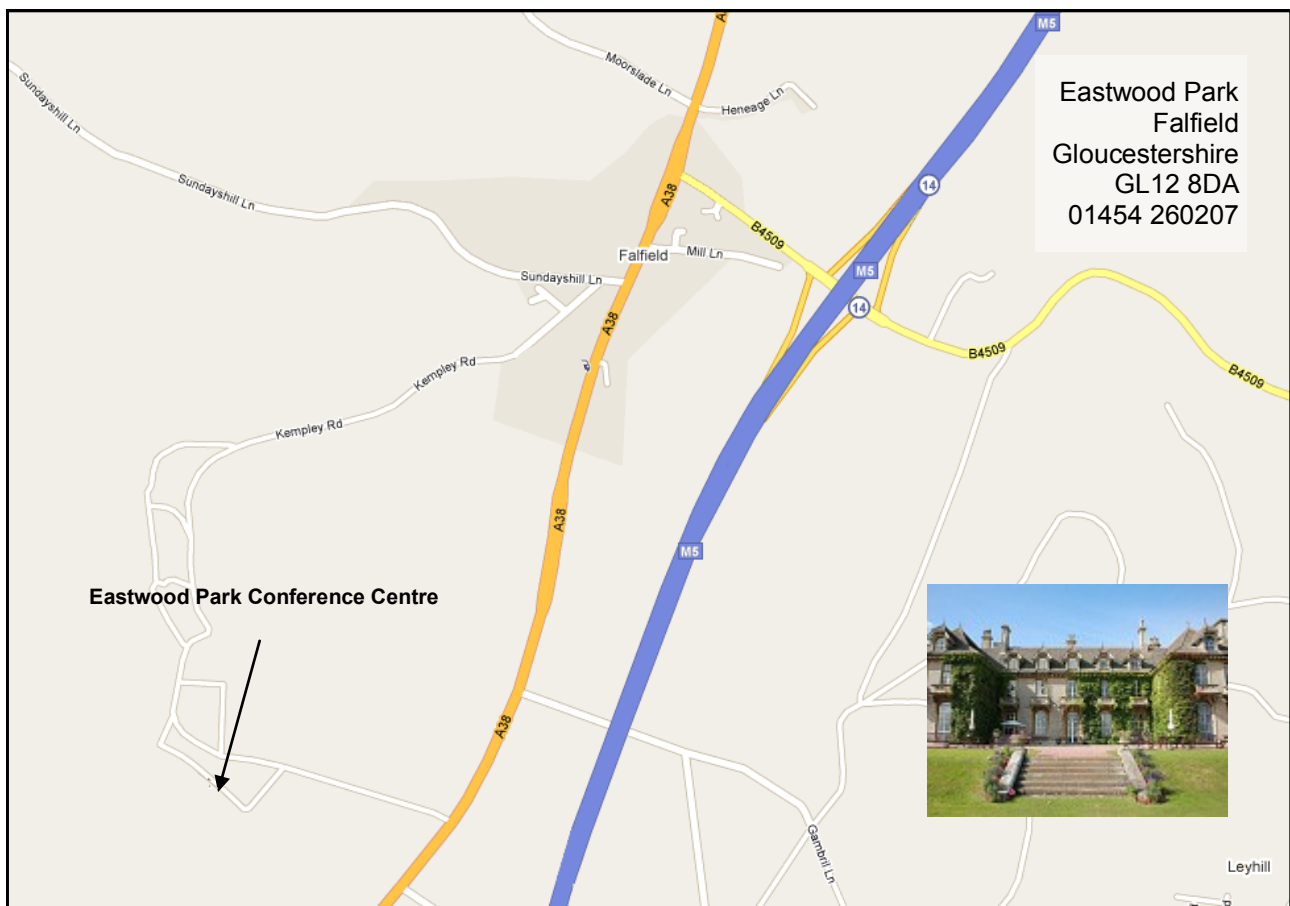 A
M5
Eastwood Park
Falfield
Gloucestershire
GL12 8DA
01454 260207
Moorslade Ln
Heneage Ln
Sundayshill Ln
Sundayshill Ln
A38
14
B4509
Falfield
Mill Ln
M5
Sundayshill Ln
14
A38
B4509
B4509
Kempley Rd
Kempley Rd
A38
M5
Eastwood Park Conference Centre
A38
Gambril Ln
Leyhill